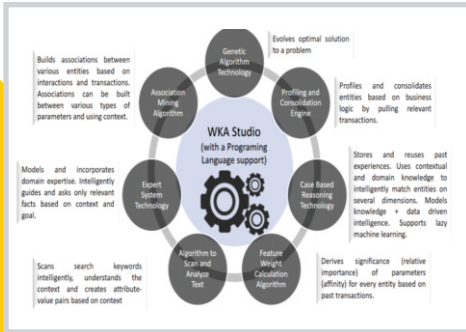 Evolves optimal solution
to a problem
Genetic
Algorithm
Technology
Builds associations between
various entities based on
interactions and transactions.
Associations can be built
between various types of
parameters and using context.
Association
Mining
Algorithm
Profiling and
Consolidation
Engine
Profiles and consolidates
entities based on business
logic by pulling relevant
transactions.
WKA Studio
(with a Programing
Language support)
Models and incorporates
domain expertise. Intelligently
guides and asks only relevant
facts based on context and
goal.
Expert
System
Technology
Case Based
Reasoning
Technology
Stores and reuses past
experiences. Uses contextual
and domain knowledge to
intelligently match entities on
several dimensions. Models
knowledge + data driven
intelligence. Supports lazy
machine learning.
Scans search keywords
intelligently, understands the
context and creates attribute-
value pairs based on context
Algorithm to
Scan and
Analyze
Text
Feature
Weight
Calculation
Algorithm
Derives significance (relative
importance) of parameters
(affinity) for every entity based on
past transactions.